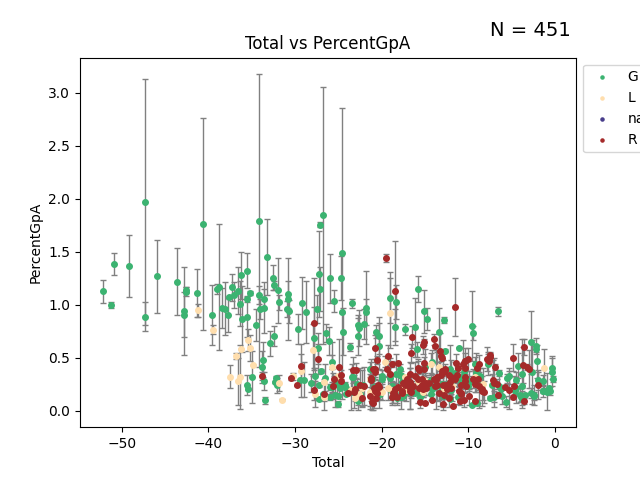 N = 451
Total vs PercentGpA
G
L
na
R
3.0
2.5
2.0
1.5
1.0
0.5
0.0
PercentGpA
−50 −40 −30 −20 −10 0
Total